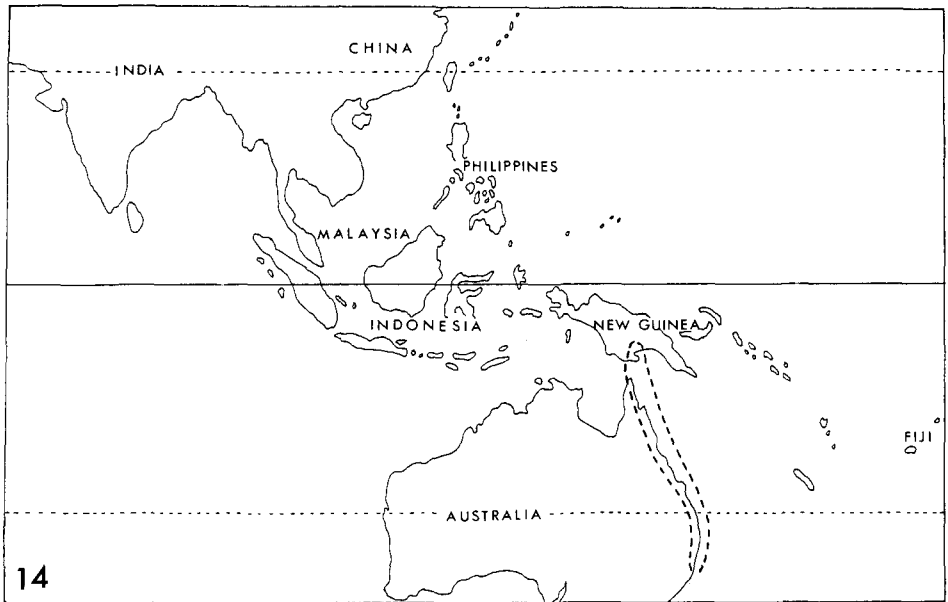 CHINA
INDIA
PHILIPPINES
MALAYSIA
INDONESIA
NEW GUINEA
FIJI
AUSTRALIA
14